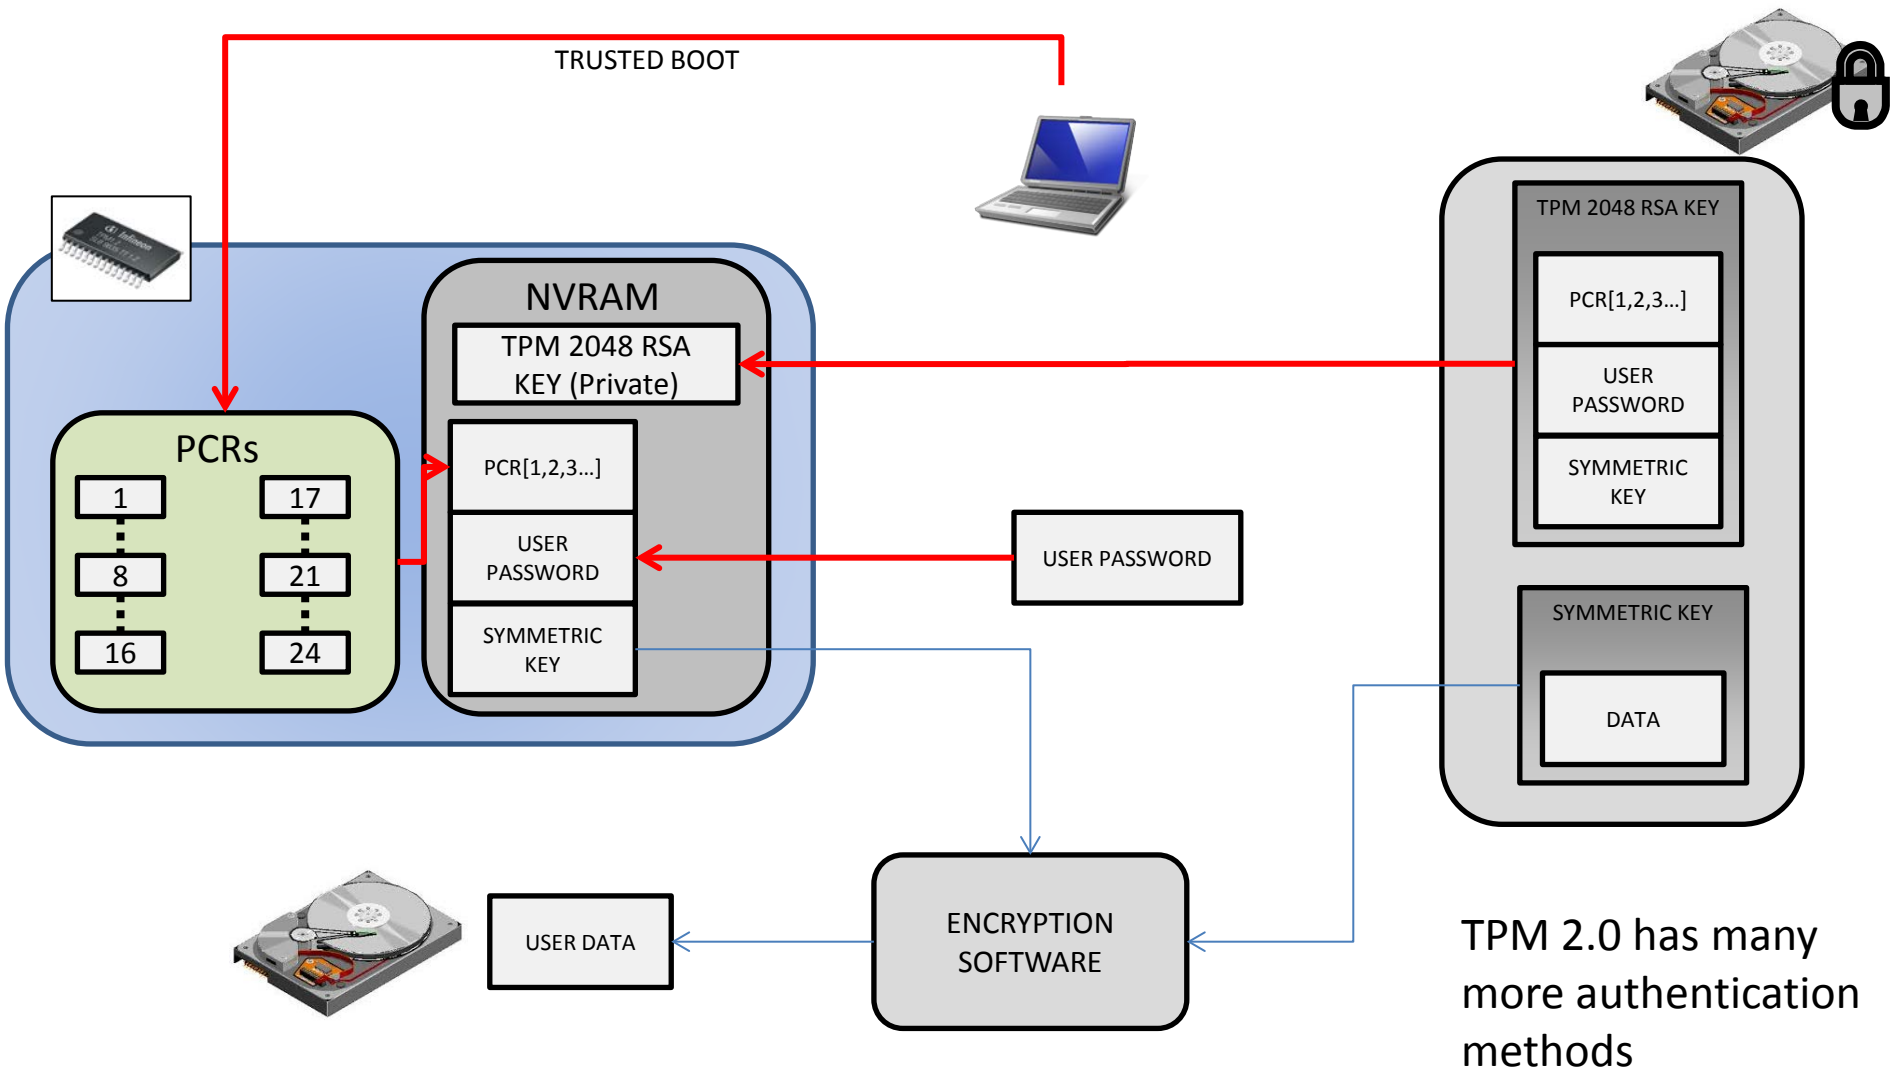 TRUSTED BOOT
TPM 2048 RSA KEY
PCR[1,2,3…]
USER
PASSWORD
SYMMETRIC
KEY
SYMMETRIC KEY
DATA
Infineon
NVRAM
TPM 2048 RSA
KEY (Private)
PCRs
1
17
8
21
16
24
PCR[1,2,3…]
USER
PASSWORD
SYMMETRIC
KEY
USER PASSWORD
USER DATA
ENCRYPTION
SOFTWARE
TPM 2.0 has many
more authentication
methods